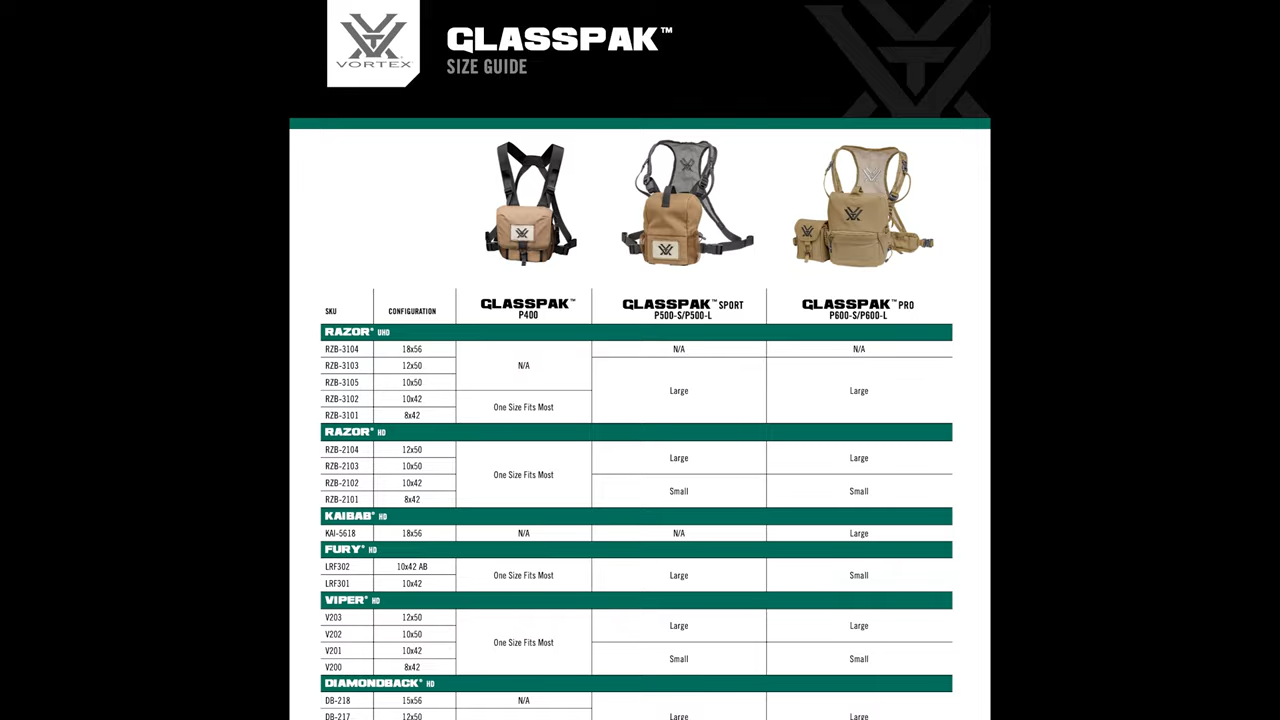 VORTEX®
GLASSPAK™
SIZE GUIDE
SKU
CONFIGURATION
GLASSPAK™
P400
GLASSPAK™ SPORT
P500-S/P500-L
GLASSPAK™ PRO
P600-S/P600-L
RAZOR® UHD
RZB-3104 18x56 N/A N/A
RZB-3103 12x50 N/A
RZB-3105 10x50 Large Large
RZB-3102 10x42 One Size Fits Most
RZB-3101 8x42
RAZOR® HD
RZB-2104 12x50 Large Large
RZB-2103 10x50
One Size Fits Most
RZB-2102 10x42 Small Small
RZB-2101 8x42
KAIBAB® HD
KAI-5618 18x56 N/A N/A Large
FURY® HD
LRF302 10x42 AB One Size Fits Most Large Small
LRF301 10x42
VIPER® HD
V203 12x50 Large Large
V202 10x50
One Size Fits Most
V201 10x42 Small Small
V200 8x42
DIAMONDBACK® HD
DB-218 15x56 N/A
DB-217 12x50 Large Large